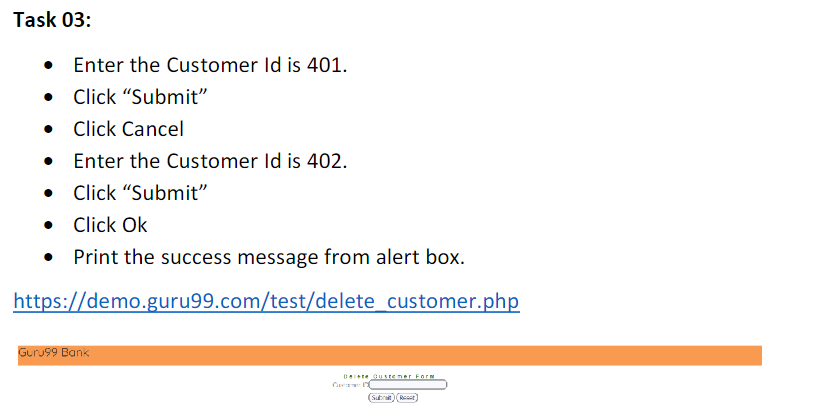 Task 03:
• Enter the Customer Id is 401.
• Click “Submit”
• Click Cancel
• Enter the Customer Id is 402.
• Click “Submit”
• Click Ok
• Print the success message from alert box.
https://demo.guru99.com/test/delete_customer.php
Guru99 Bank
Delete Customer Form
Customer ID
Submit Reset